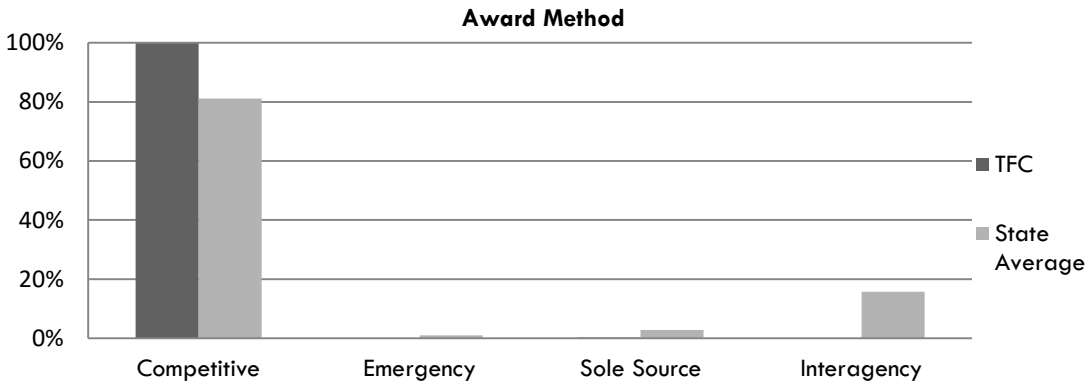 Award Method
100%
80%
60%
40%
20%
0%
Competitive
Emergency
Sole Source
Interagency
TFC
State
Average